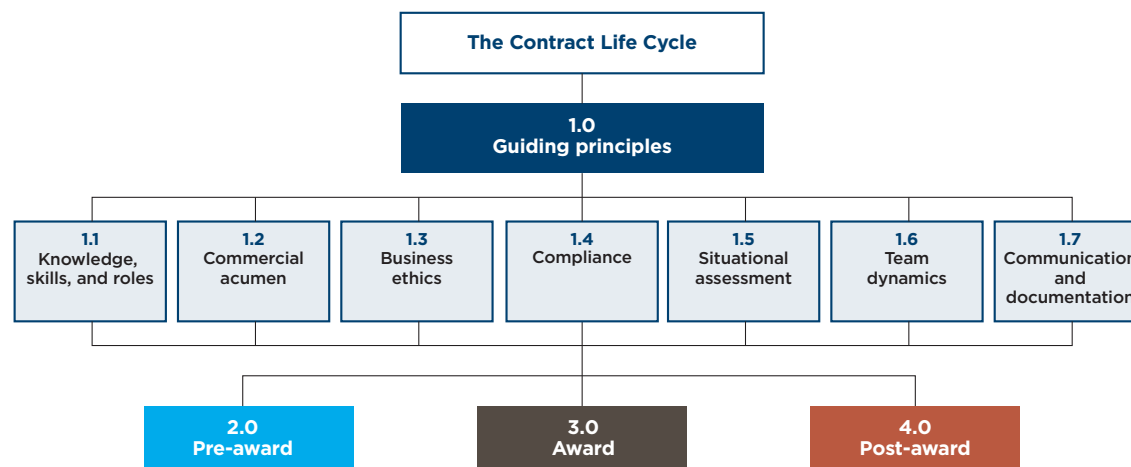 The Contract Life Cycle
1.0
Guiding principles
1.1
Knowledge,
skills, and roles
1.2
Commercial
acumen
1.3
Business
ethics
1.4
Compliance
1.5
Situational
assessment
1.6
Team
dynamics
1.7
Communication
and
documentation
2.0
Pre-award
3.0
Award
4.0
Post-award